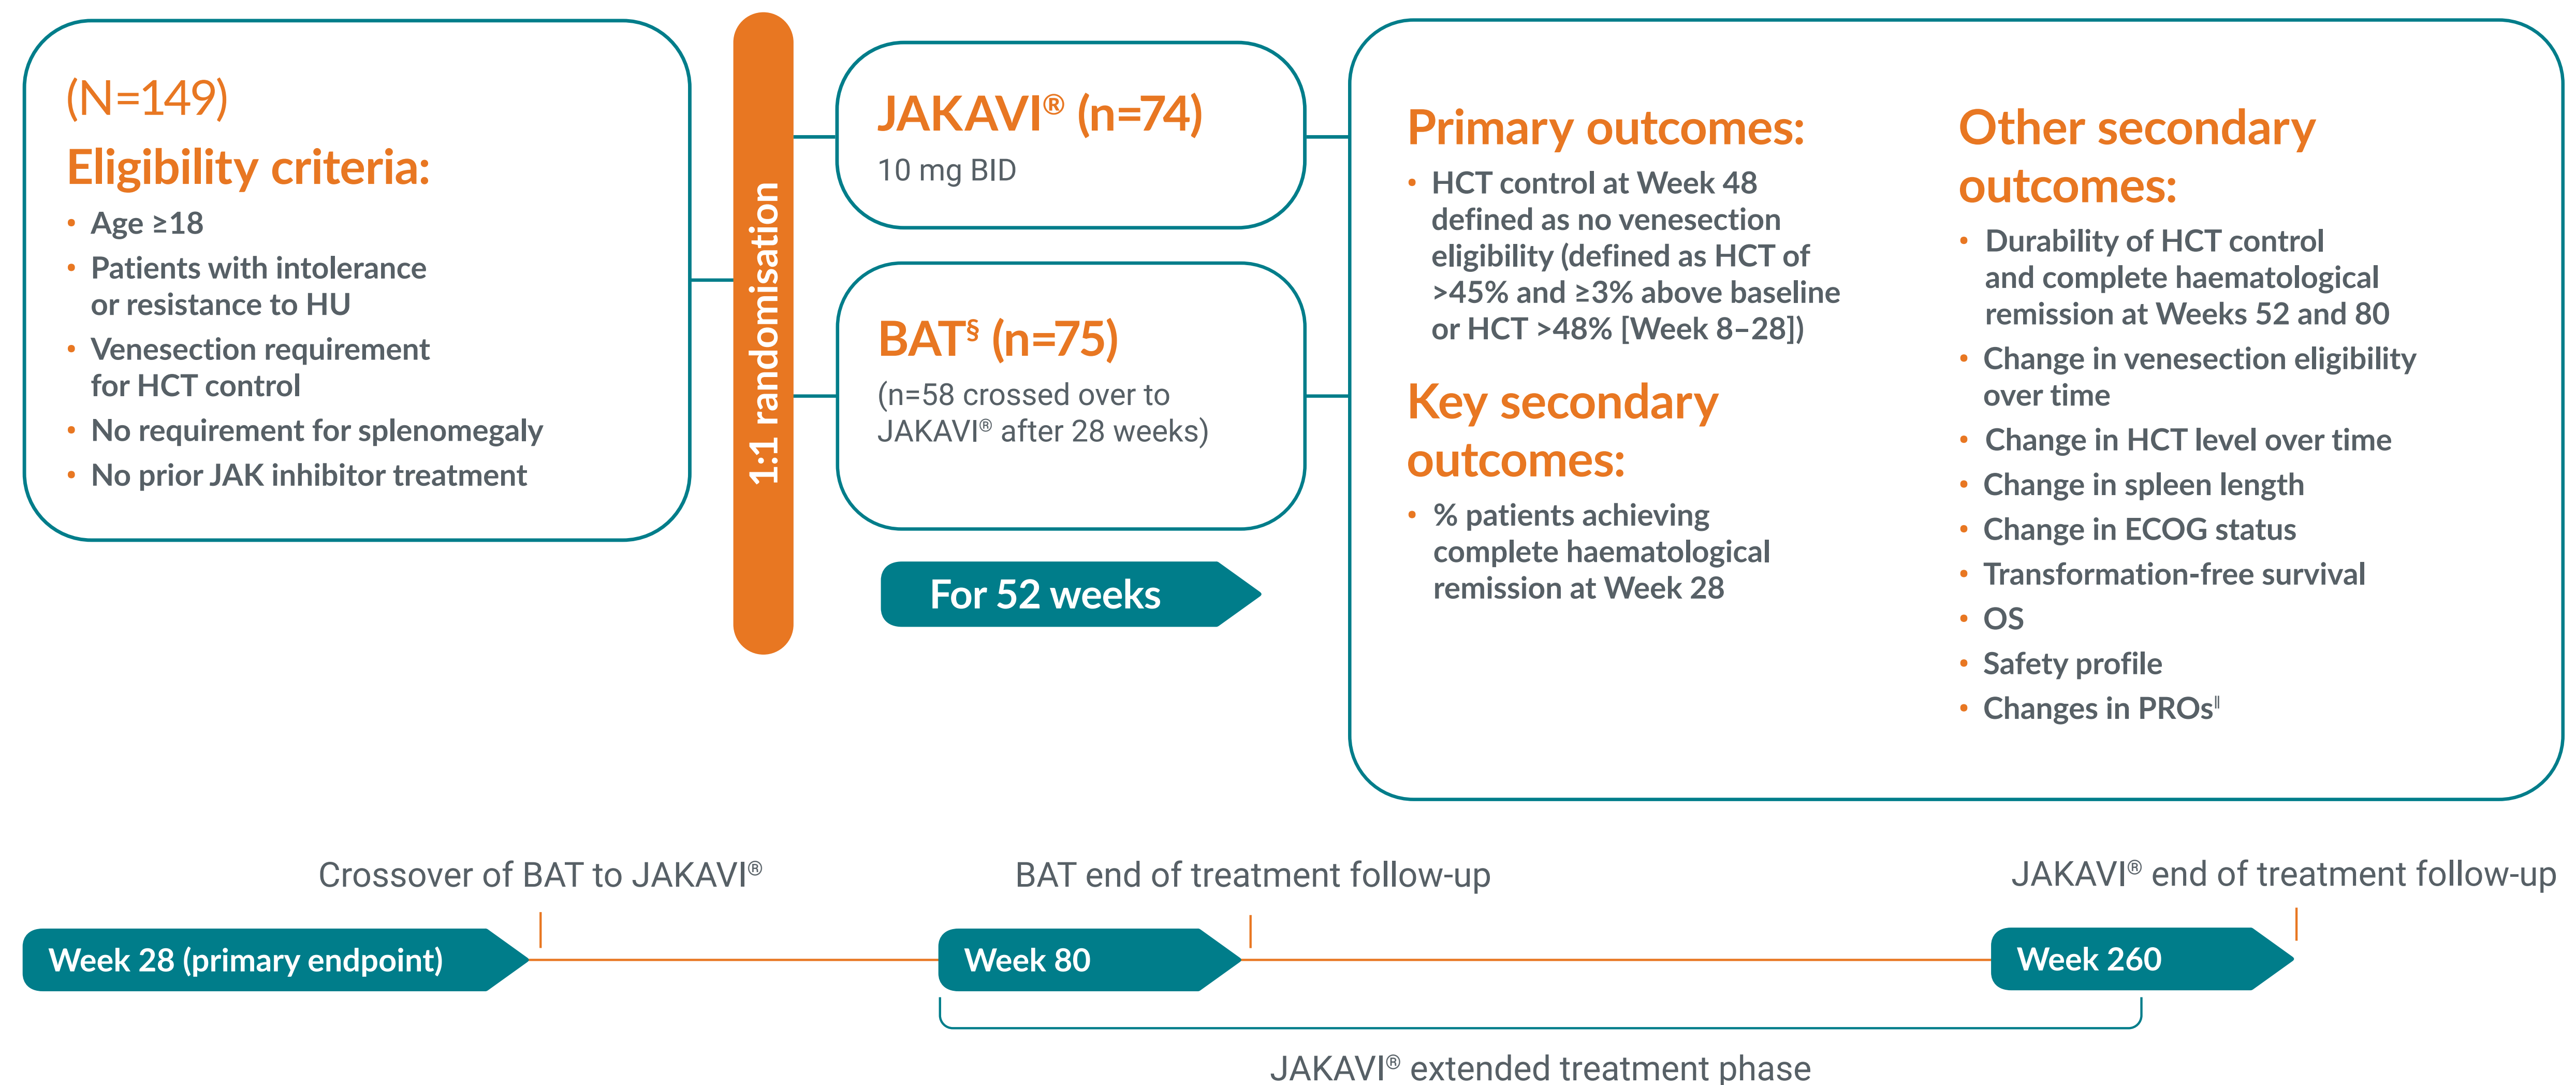 (N=149)
Eligibility criteria:
• Age ≥18
• Patients with intolerance
or resistance to HU
• Venesection requirement
for HCT control
• No requirement for splenomegaly
• No prior JAK inhibitor treatment
1:1 randomisation
JAKAVI® (n=74)
10 mg BID
BAT§ (n=75)
(n=58 crossed over to
JAKAVI® after 28 weeks)
For 52 weeks
Primary outcomes:
• HCT control at Week 48
defined as no venesection
eligibility (defined as HCT of
>45% and ≥3% above baseline
or HCT >48% [Week 8–28])
Key secondary
outcomes:
• % patients achieving
complete haematological
remission at Week 28
Other secondary
outcomes:
• Durability of HCT control
and complete haematological
remission at Weeks 52 and 80
• Change in venesection eligibility
over time
• Change in HCT level over time
• Change in spleen length
• Change in ECOG status
• Transformation-free survival
• OS
• Safety profile
• Changes in PROs‖
Crossover of BAT to JAKAVI®
BAT end of treatment follow-up
JAKAVI® end of treatment follow-up
Week 28 (primary endpoint)
Week 80
Week 260
JAKAVI® extended treatment phase